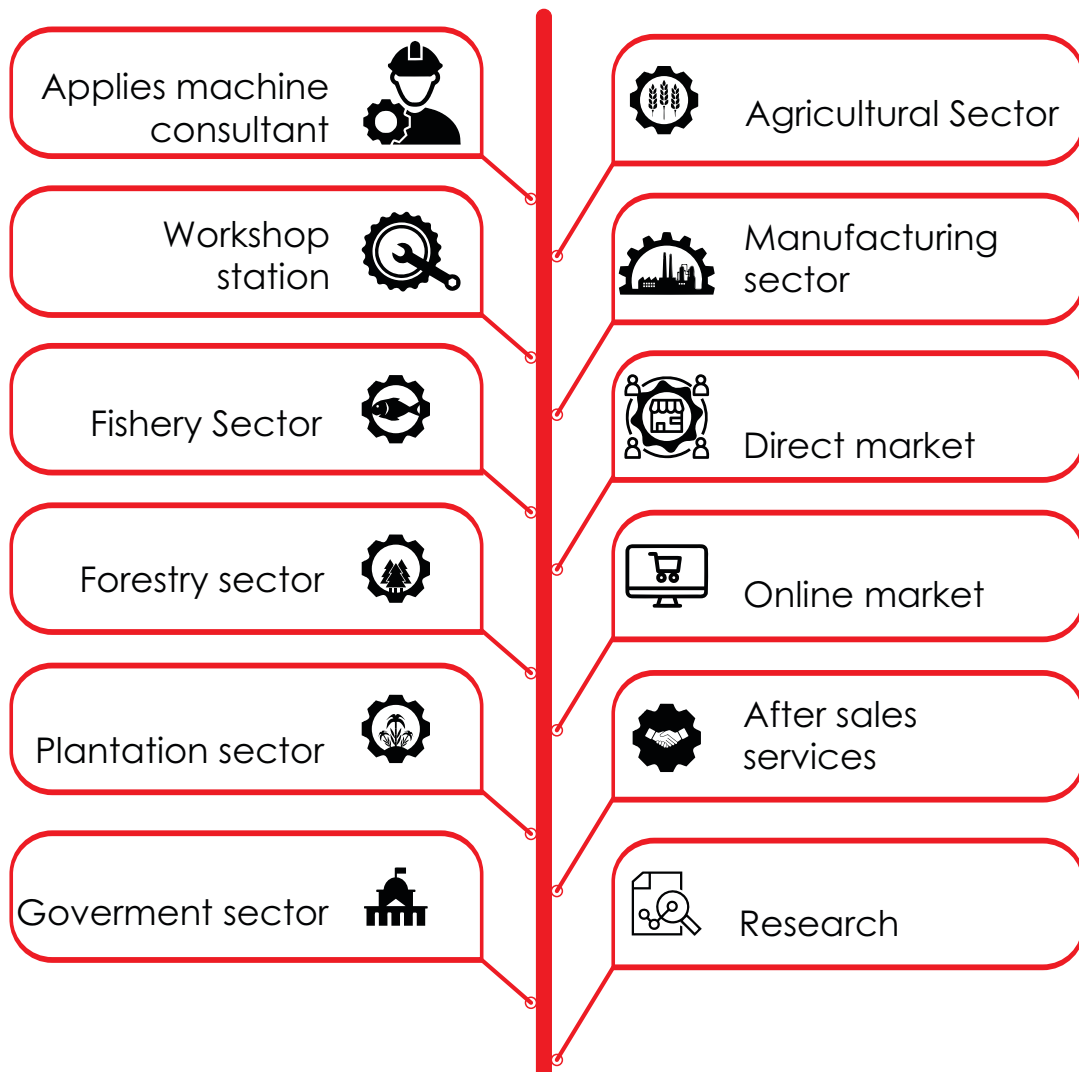 Applies machine
consultant
Workshop
station
Fishery Sector
Forestry sector
Plantation sector
Goverment sector
Agricultural Sector
Manufacturing
sector
Direct market
Online market
After sales
services
Research